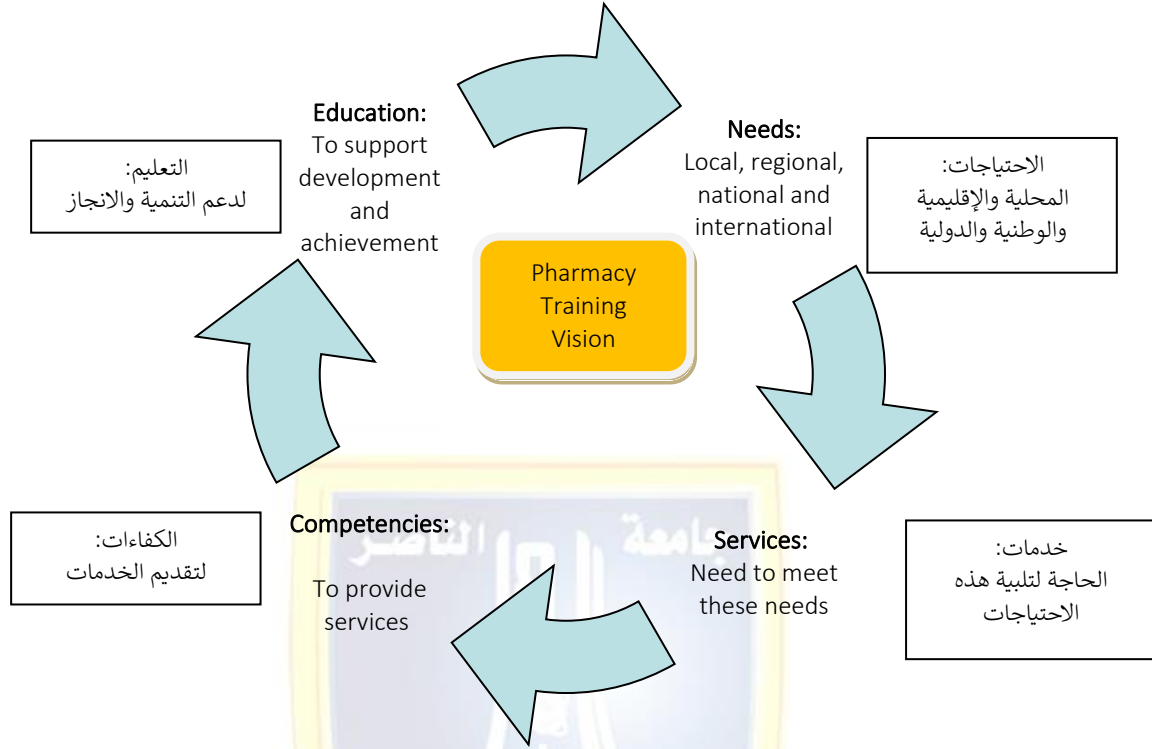 Education:
To support
development
and
achievement
التعليم:
لدعم التنمية والانجاز
Needs:
Local, regional,
national and
international
الاحتياجات:
المحلية والإقليمية
والوطنية والدولية
Pharmacy
Training
Vision
Competencies:
To provide
services
الكفاءات:
لتقديم الخدمات
Services:
Need to meet
these needs
خدمات:
الحاجة لتلبية هذه
الاحتياجات
جامعة الناصر